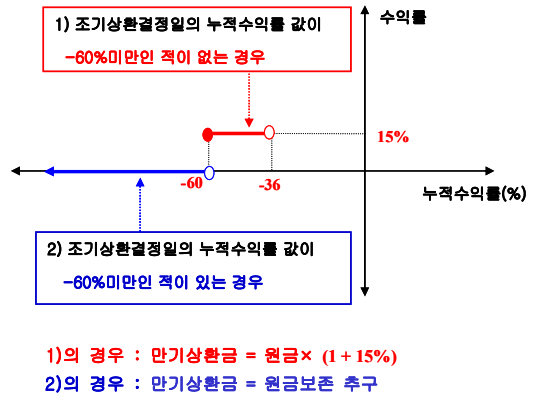 1) 조기상환결정일의 누적수익률 값이
-60%미만인 적이 없는 경우
수익률
15%
-60
-36
누적수익률(%)
2) 조기상환결정일의 누적수익률 값이
-60%미만인 적이 있는 경우
1)의 경우 : 만기상환금 = 원금× (1 + 15%)
2)의 경우 : 만기상환금 = 원금보존 추구